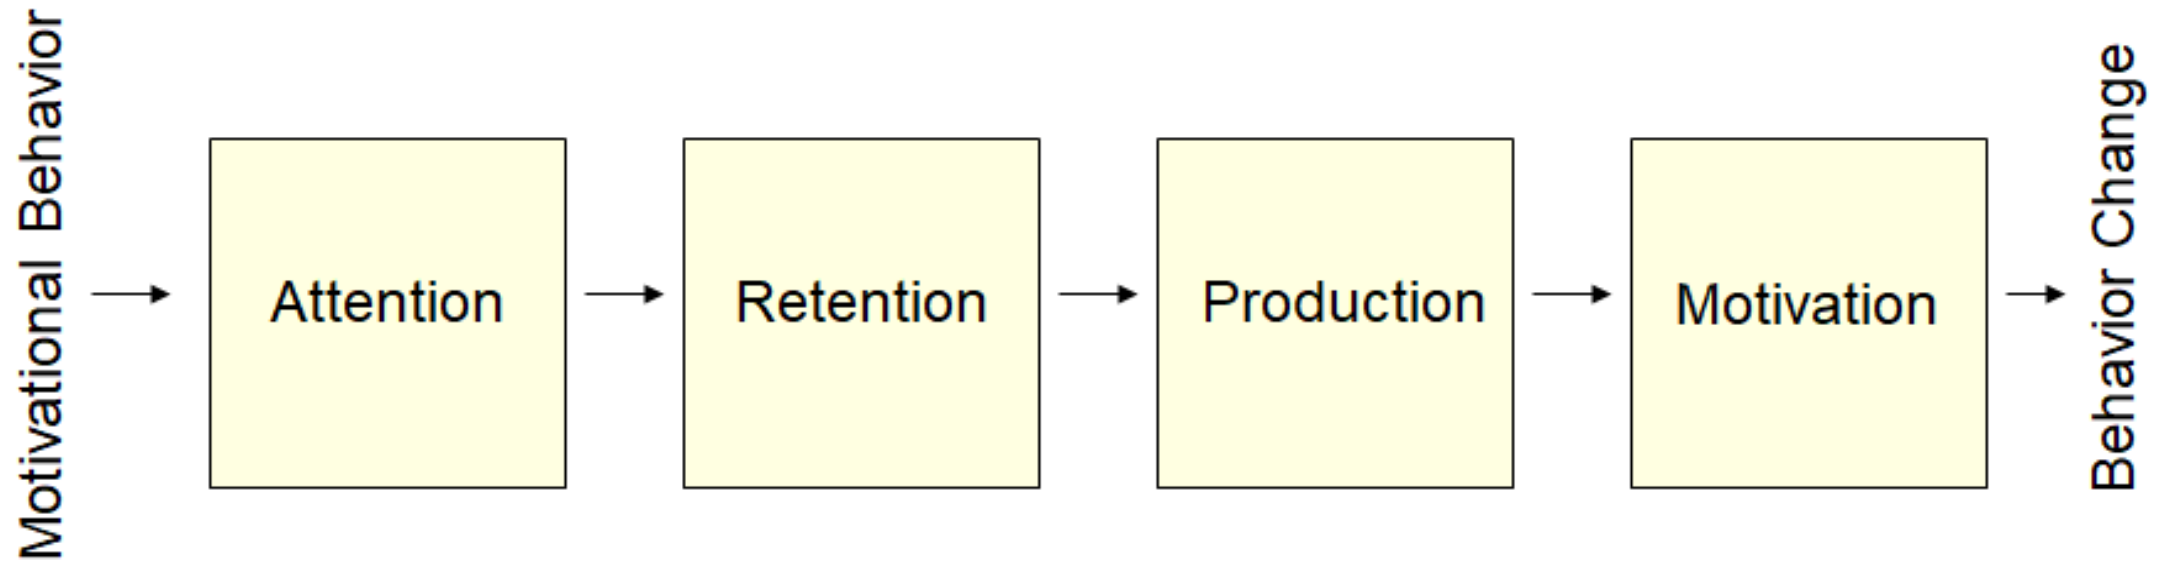 Motivational Behavior
Attention
Retention
Production
Motivation
Behavior Change